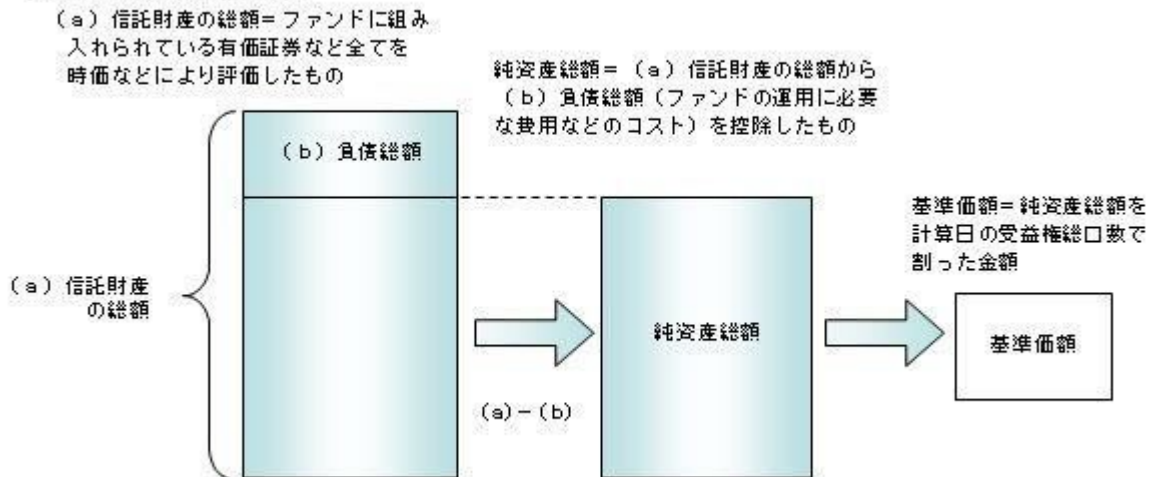 (a)信託財産の総額=ファンドに組み
入れられている有価証券など全てを
時価などにより評価したもの
純資産総額=(a)信託財産の総額から
(b)負債総額(ファンドの運用に必要
な費用などのコスト)を控除したもの
(b)負債総額
基準価額=純資産総額を
計算日の受益権総口数で
割った金額
(a)信託財産
の総額
純資産総額
基準価額
(a)-(b)